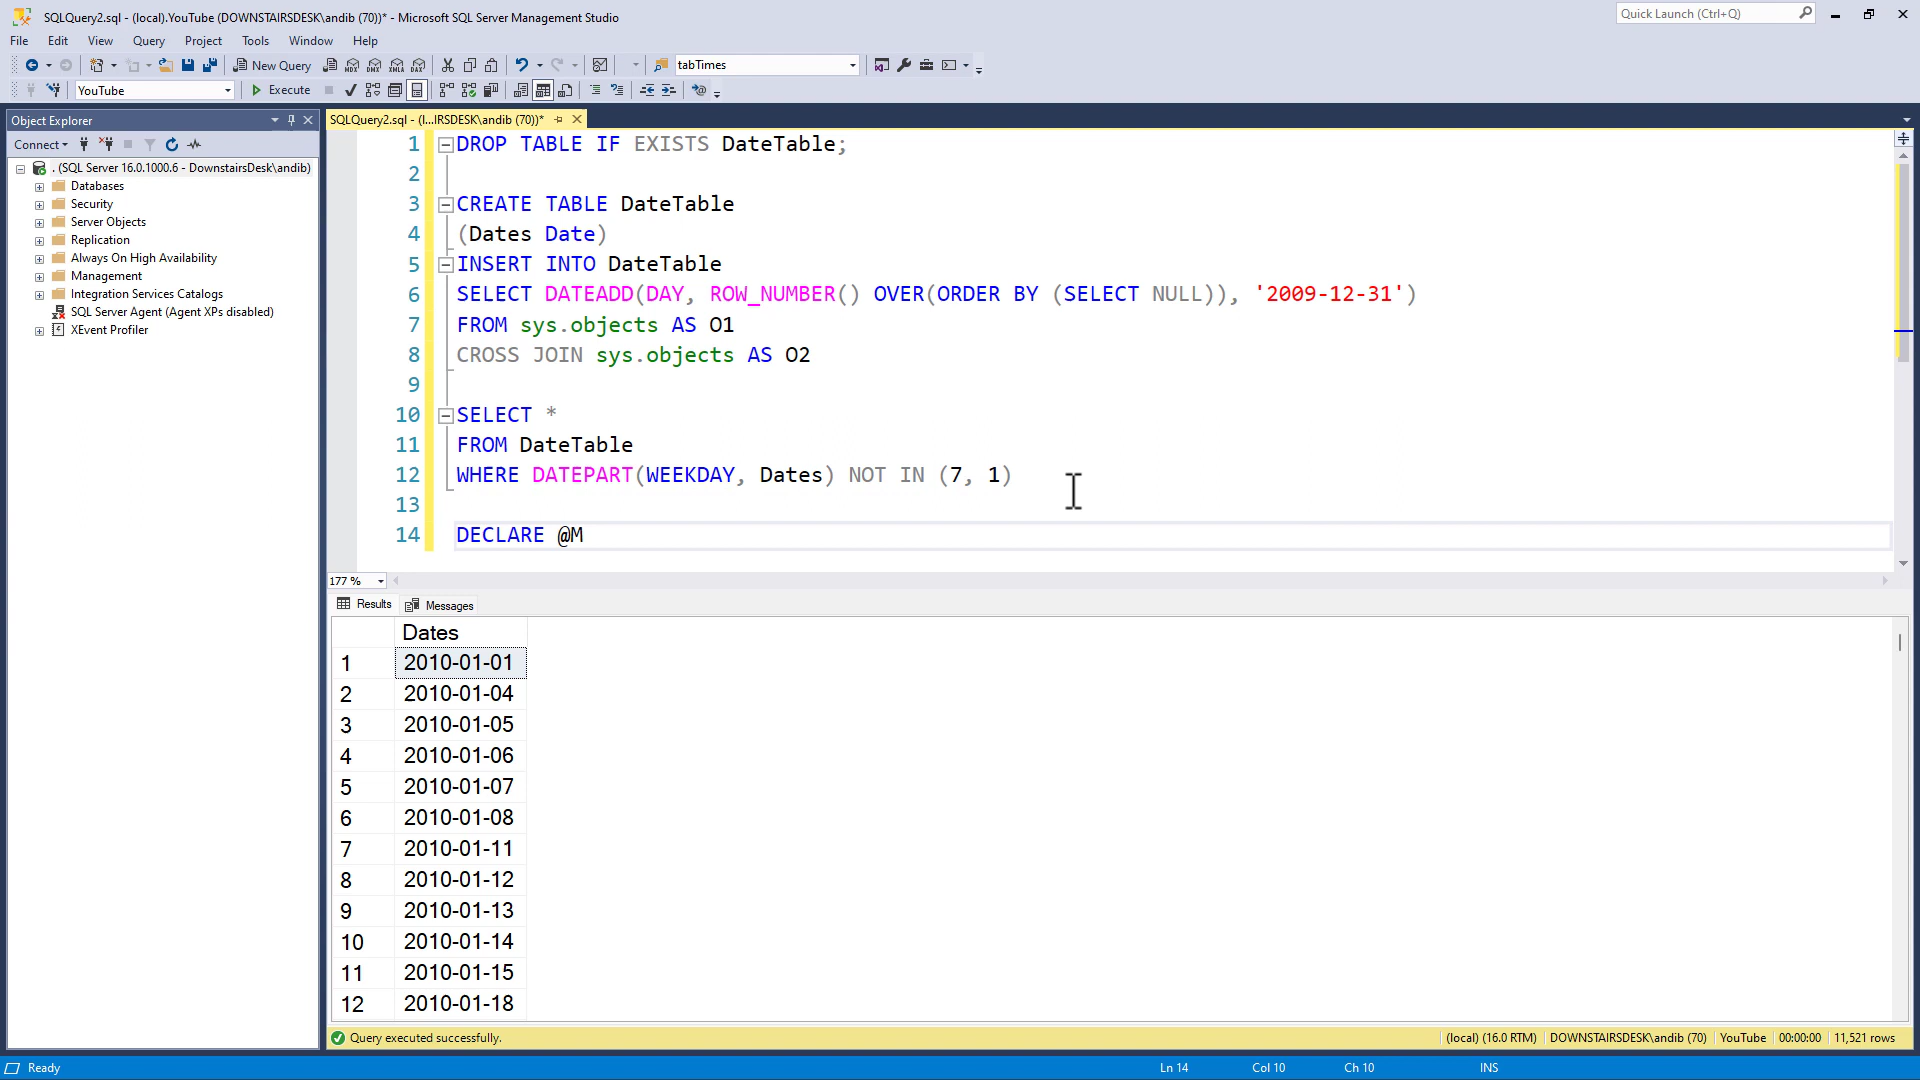 SQLQuery2.sql - (local).YouTube (DOWNSTAIRSDESK\andib (70))* - Microsoft SQL Server Management Studio
Quick Launch (Ctrl+Q)
File Edit View Query Project Tools Window Help
New Query
MDX DMX XMLA DAX
tabTimes
YouTube
Execute
Object Explorer
SQLQuery2.sql - (l...IRSDESK\andib (70))*
Connect
. (SQL Server 16.0.1000.6 - DownstairsDesk\andib)
Databases
Security
Server Objects
Replication
Always On High Availability
Management
Integration Services Catalogs
SQL Server Agent (Agent XPs disabled)
XEvent Profiler
1 DROP TABLE IF EXISTS DateTable;
2
3 CREATE TABLE DateTable
4 (Dates Date)
5 INSERT INTO DateTable
6 SELECT DATEADD(DAY, ROW_NUMBER() OVER(ORDER BY (SELECT NULL)), '2009-12-31')
7 FROM sys.objects AS O1
8 CROSS JOIN sys.objects AS O2
9
10 SELECT *
11 FROM DateTable
12 WHERE DATEPART(WEEKDAY, Dates) NOT IN (7, 1)
13
14 DECLARE @M
177 %
Results Messages
Dates
1 2010-01-01
2 2010-01-04
3 2010-01-05
4 2010-01-06
5 2010-01-07
6 2010-01-08
7 2010-01-11
8 2010-01-12
9 2010-01-13
10 2010-01-14
11 2010-01-15
12 2010-01-18
Query executed successfully.
(local) (16.0 RTM) DOWNSTAIRSDESK\andib (70) YouTube 00:00:00 11,521 rows
Ready
Ln 14 Col 10 Ch 10 INS